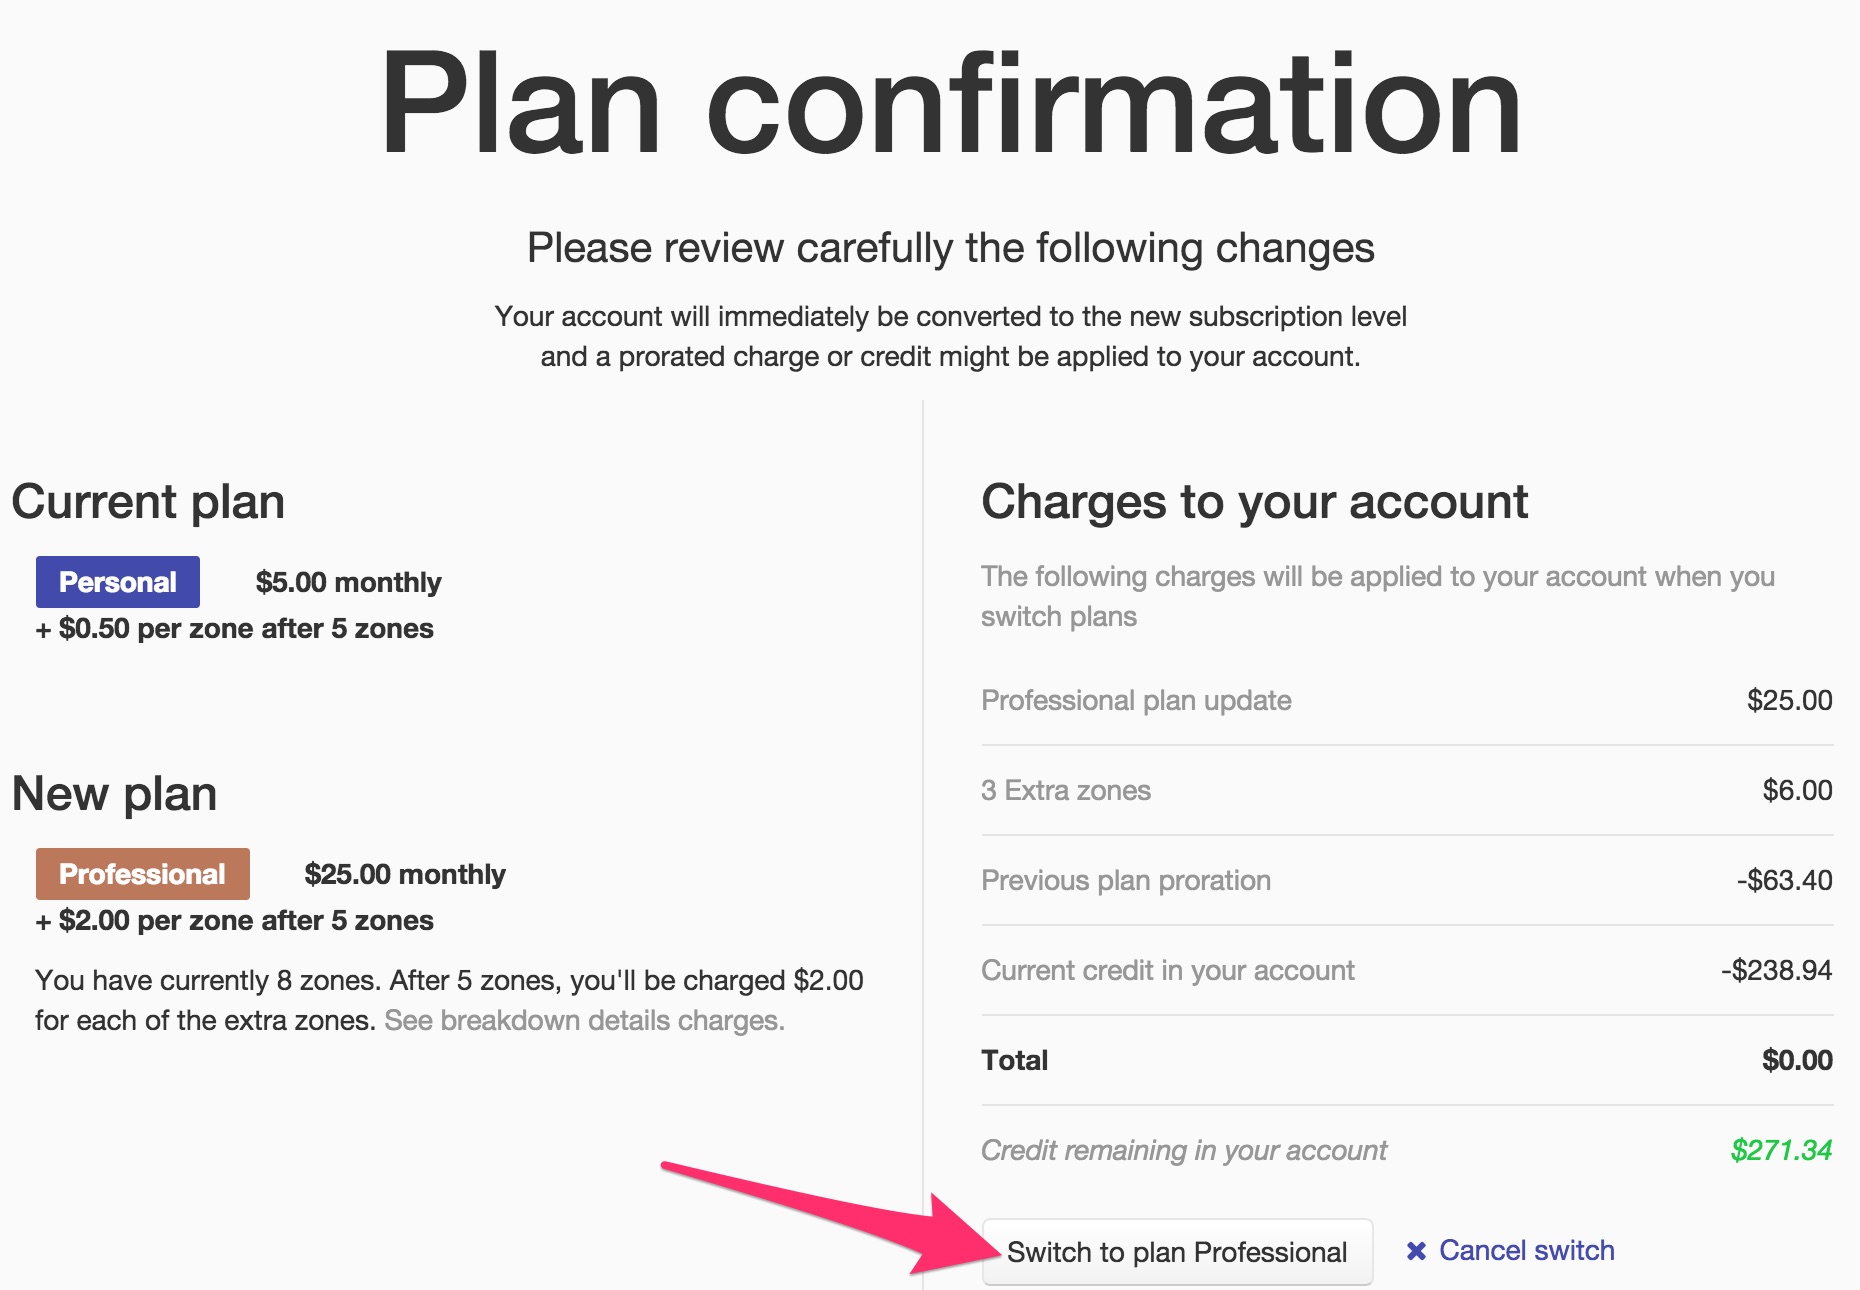 Plan confirmation
Please review carefully the following changes
Your account will immediately be converted to the new subscription level
and a prorated charge or credit might be applied to your account.
Current plan
Personal $5.00 monthly
+ $0.50 per zone after 5 zones
New plan
Professional $25.00 monthly
+ $2.00 per zone after 5 zones
You have currently 8 zones. After 5 zones, you'll be charged $2.00
for each of the extra zones. See breakdown details charges.
Charges to your account
The following charges will be applied to your account when you
switch plans
Professional plan update $25.00
3 Extra zones $6.00
Previous plan proration -$63.40
Current credit in your account -$238.94
Total $0.00
Credit remaining in your account $271.34
Switch to plan Professional ✖ Cancel switch